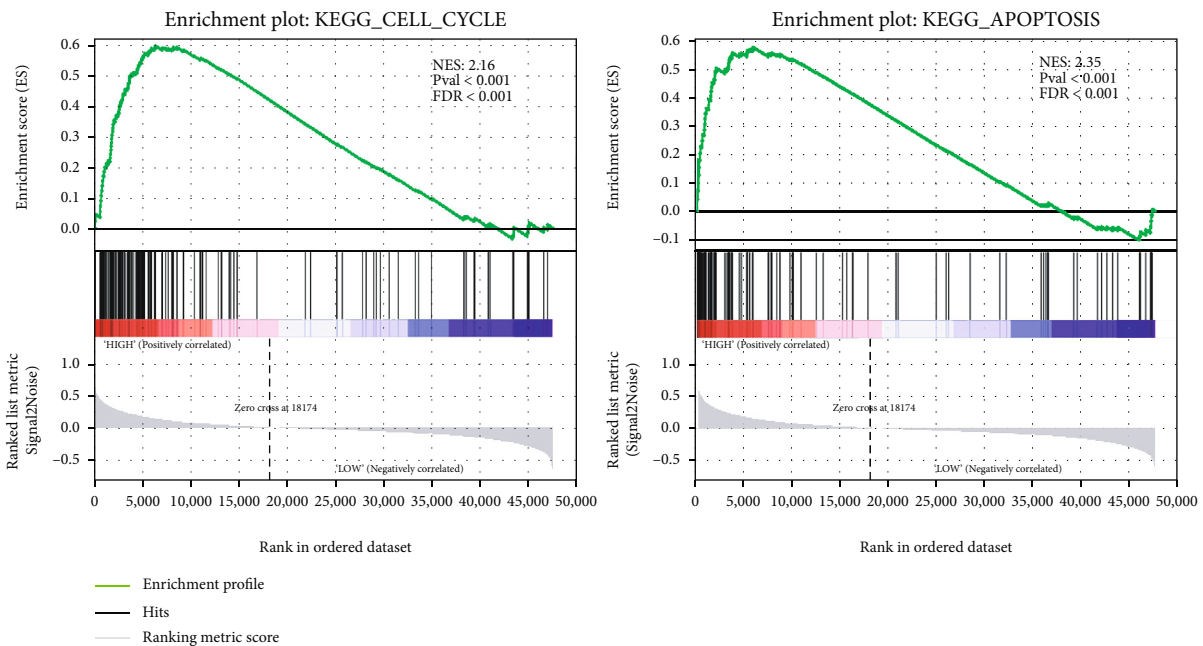 Enrichment plot: KEGG_CELL_CYCLE
0.6
0.5
0.4
0.3
0.2
0.1
0.0
Enrichment score (ES)
NES: 2.16
Pval < 0.001
FDR < 0.001
'HIGH' (Positively correlated)
1.0
0.5
0.0
−0.5
Ranked list metric
Signal2Noise)
Zero cross at 18174
'LOW' (Negatively correlated)
0
5,000
10,000
15,000
20,000
25,000
30,000
35,000
40,000
45,000
50,000
Rank in ordered dataset
Enrichment plot: KEGG_APOPTOSIS
0.6
0.5
0.4
0.3
0.2
0.1
0.0
−0.1
Enrichment score (ES)
NES: 2.35
Pval < 0.001
FDR < 0.001
'HIGH' (Positively correlated)
1.0
0.5
0.0
−0.5
Ranked list metric
(Signal2Noise)
Zero cross at 18174
'LOW' (Negatively correlated)
0
5,000
10,000
15,000
20,000
25,000
30,000
35,000
40,000
45,000
50,000
Rank in ordered dataset
Enrichment profile
Hits
Ranking metric score